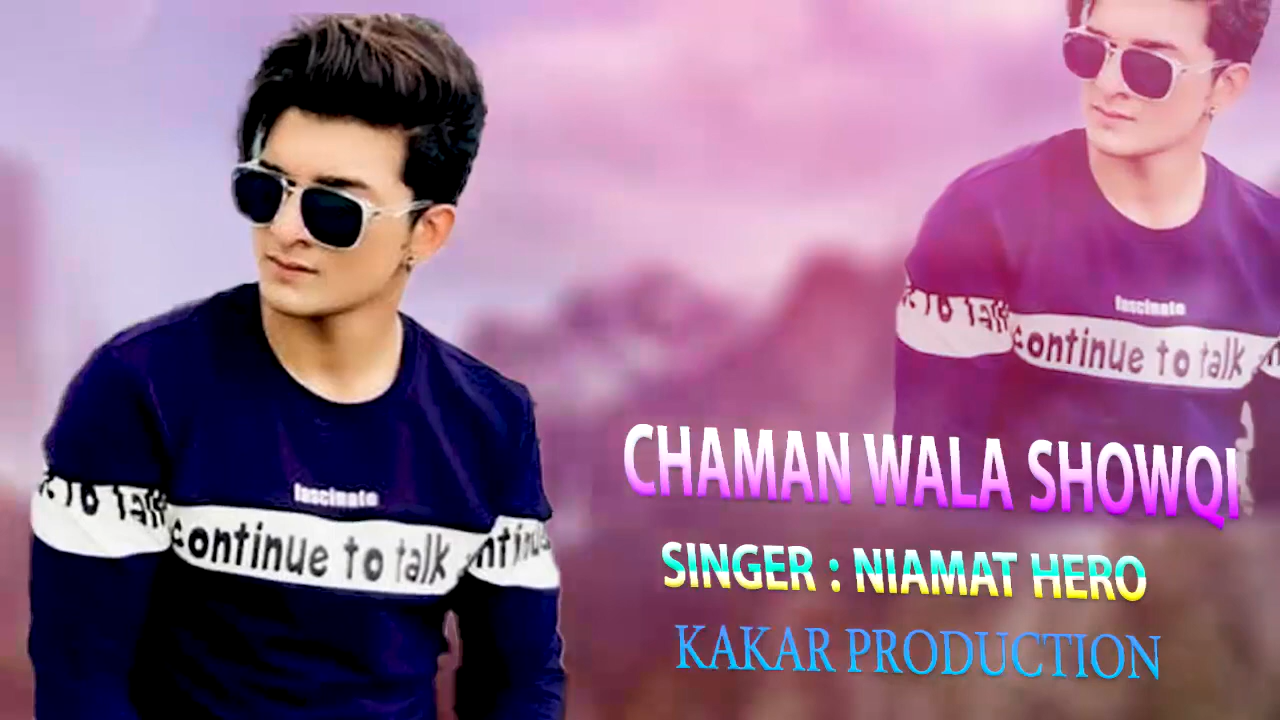 fascinate
continue to talk
fascinate
continue to talk
CHAMAN WALA SHOWQI
SINGER : NIAMAT HERO
KAKAR PRODUCTION